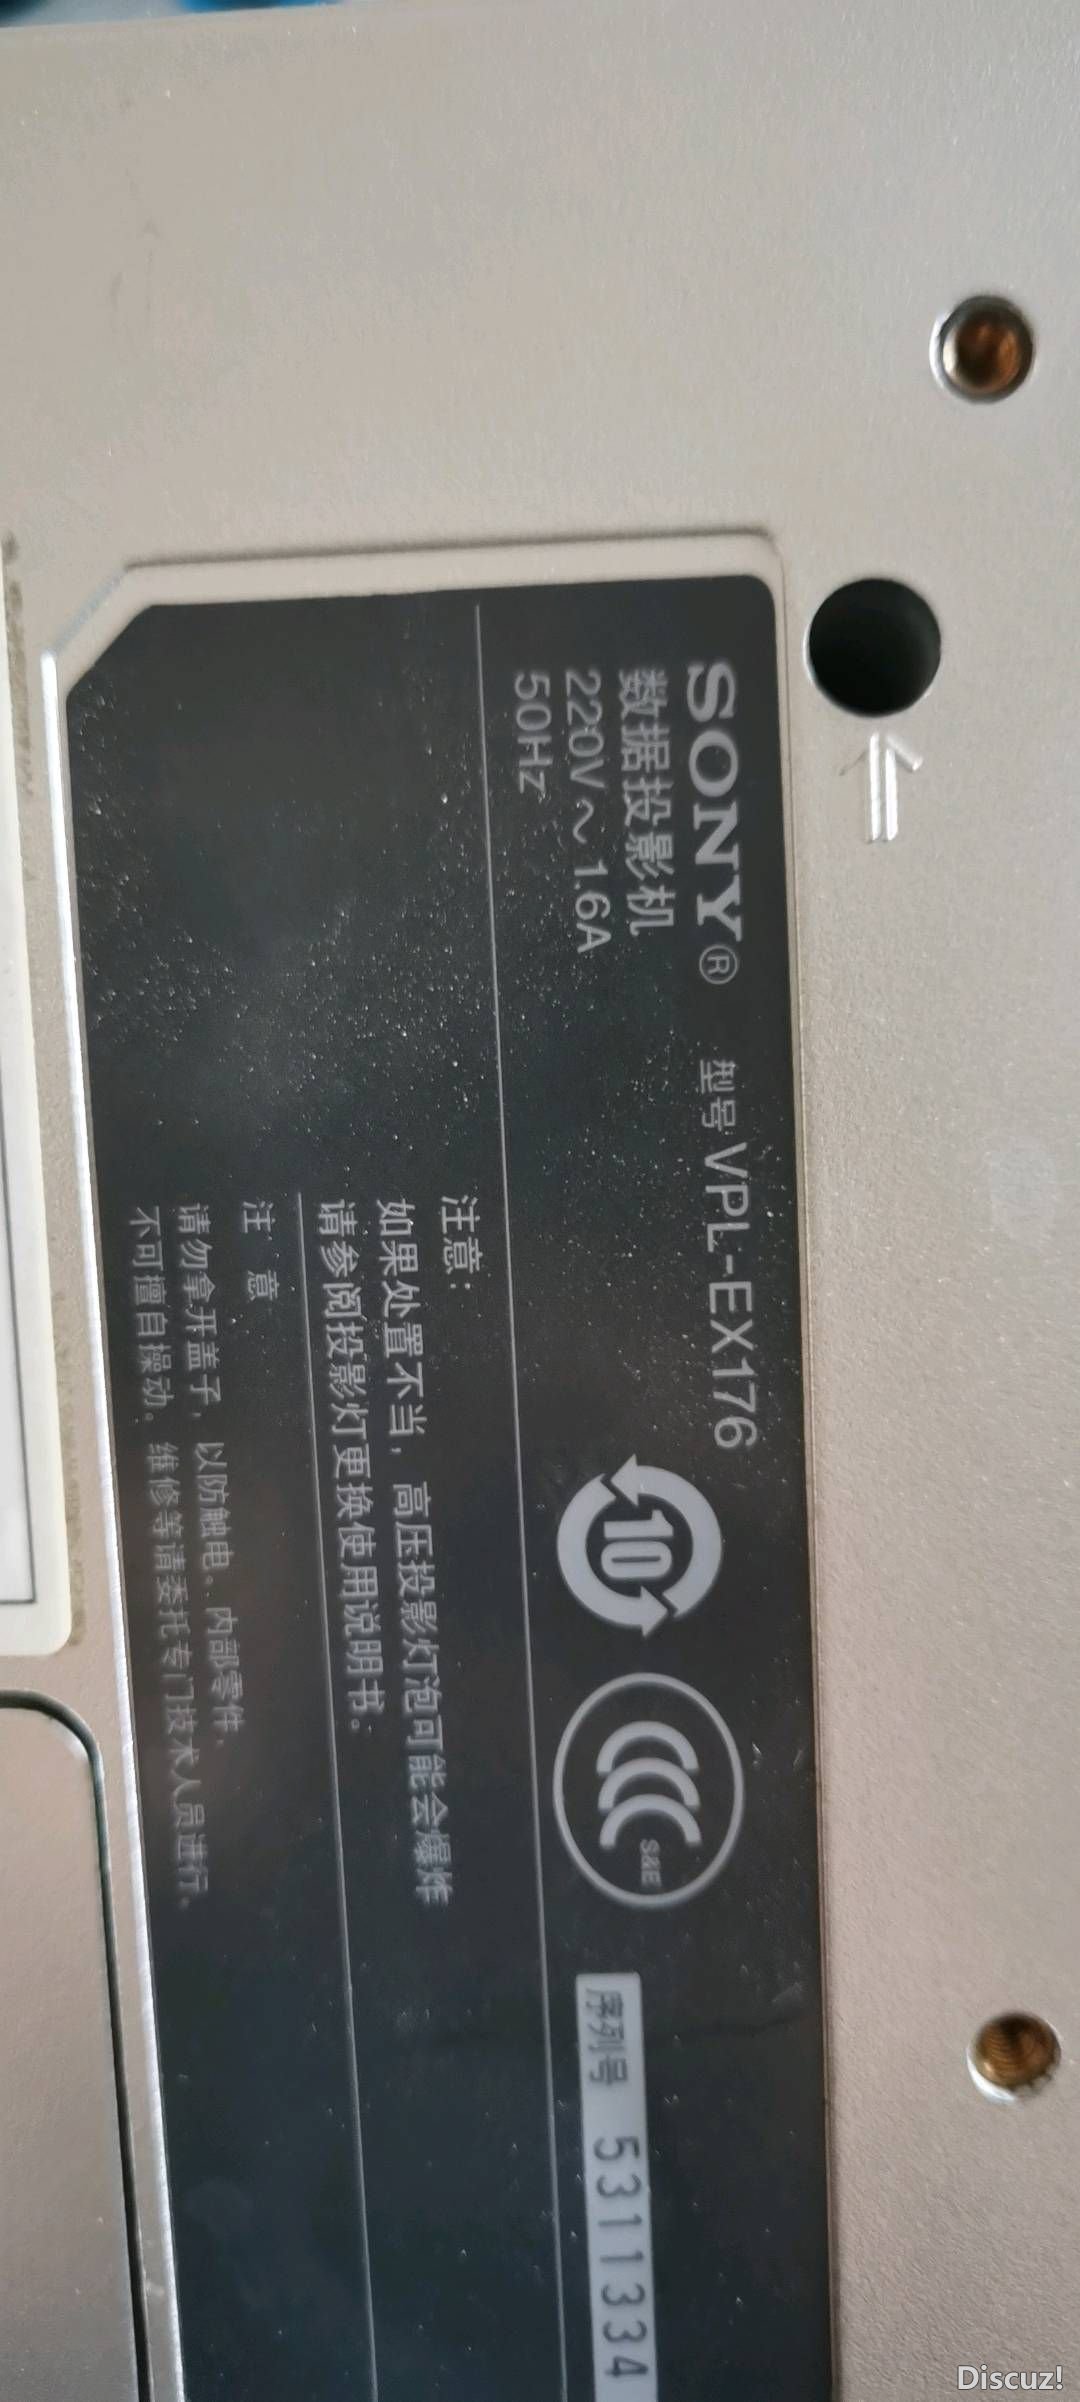 SONY® 型号 VPL-EX176
数据投影机
220V～1.6A
50Hz
10
CCC
S&E
序列号 5311334
注意:
如果处置不当，高压投影灯泡可能会爆炸
请参阅投影灯更换使用说明书。
注 意
请勿拿开盖子，以防触电。内部零件，
不可擅自操动。维修等请委托专门技术人员进行。
Discuz!